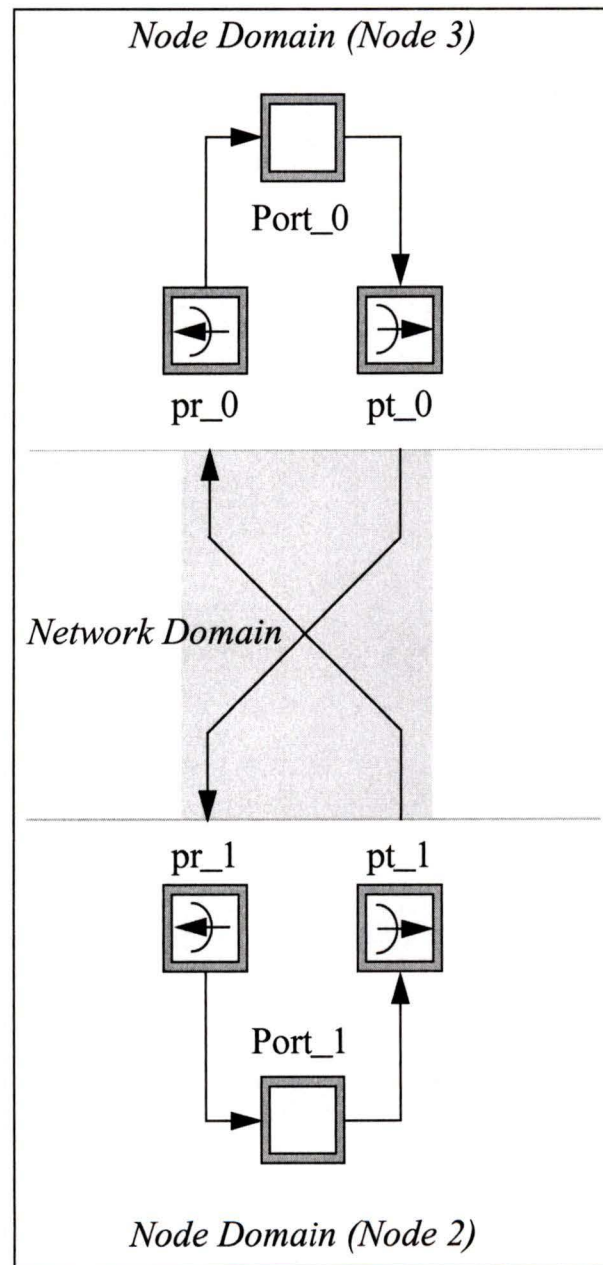 Node Domain (Node 3)
Port_0
pr_0 pt_0
Network Domain
pr_1 pt_1
Port_1
Node Domain (Node 2)